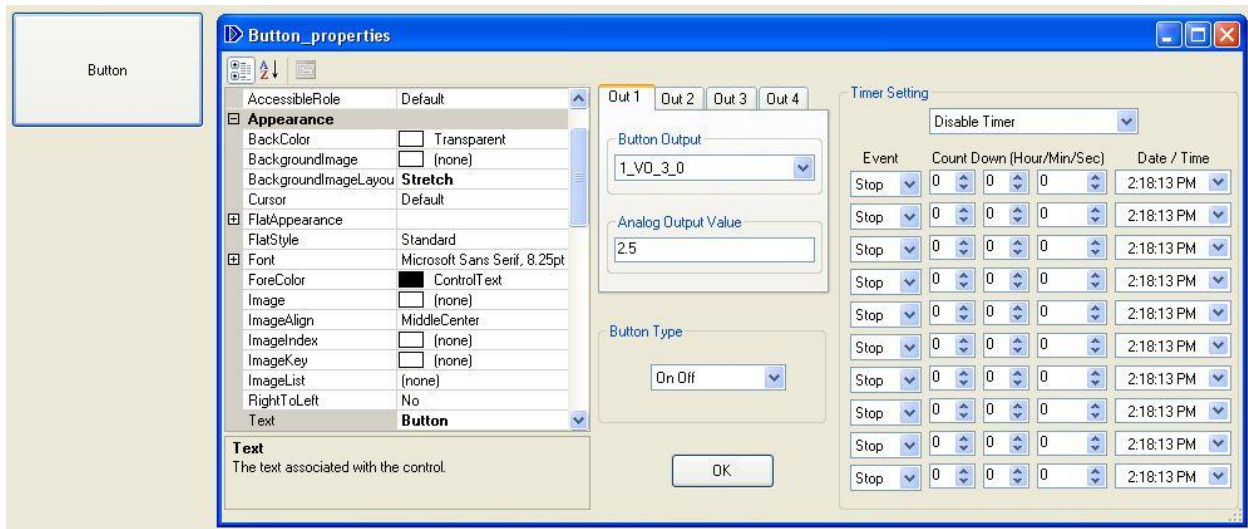 Button
Button_properties
AccessibleRole Default
Appearance
BackColor Transparent
BackgroundImage (none)
BackgroundImageLayou Stretch
Cursor Default
FlatAppearance
FlatStyle Standard
Font Microsoft Sans Serif, 8.25pt
ForeColor ControlText
Image (none)
ImageAlign MiddleCenter
ImageIndex (none)
ImageKey (none)
ImageList (none)
RightToLeft No
Text Button
Text
The text associated with the control.
Out 1 Out 2 Out 3 Out 4
Button Output
1_VO_3_0
Analog Output Value
2.5
Button Type
On Off
OK
Timer Setting
Disable Timer
Event Count Down (Hour/Min/Sec) Date / Time
Stop 0 0 0 2:18:13 PM
Stop 0 0 0 2:18:13 PM
Stop 0 0 0 2:18:13 PM
Stop 0 0 0 2:18:13 PM
Stop 0 0 0 2:18:13 PM
Stop 0 0 0 2:18:13 PM
Stop 0 0 0 2:18:13 PM
Stop 0 0 0 2:18:13 PM
Stop 0 0 0 2:18:13 PM
Stop 0 0 0 2:18:13 PM